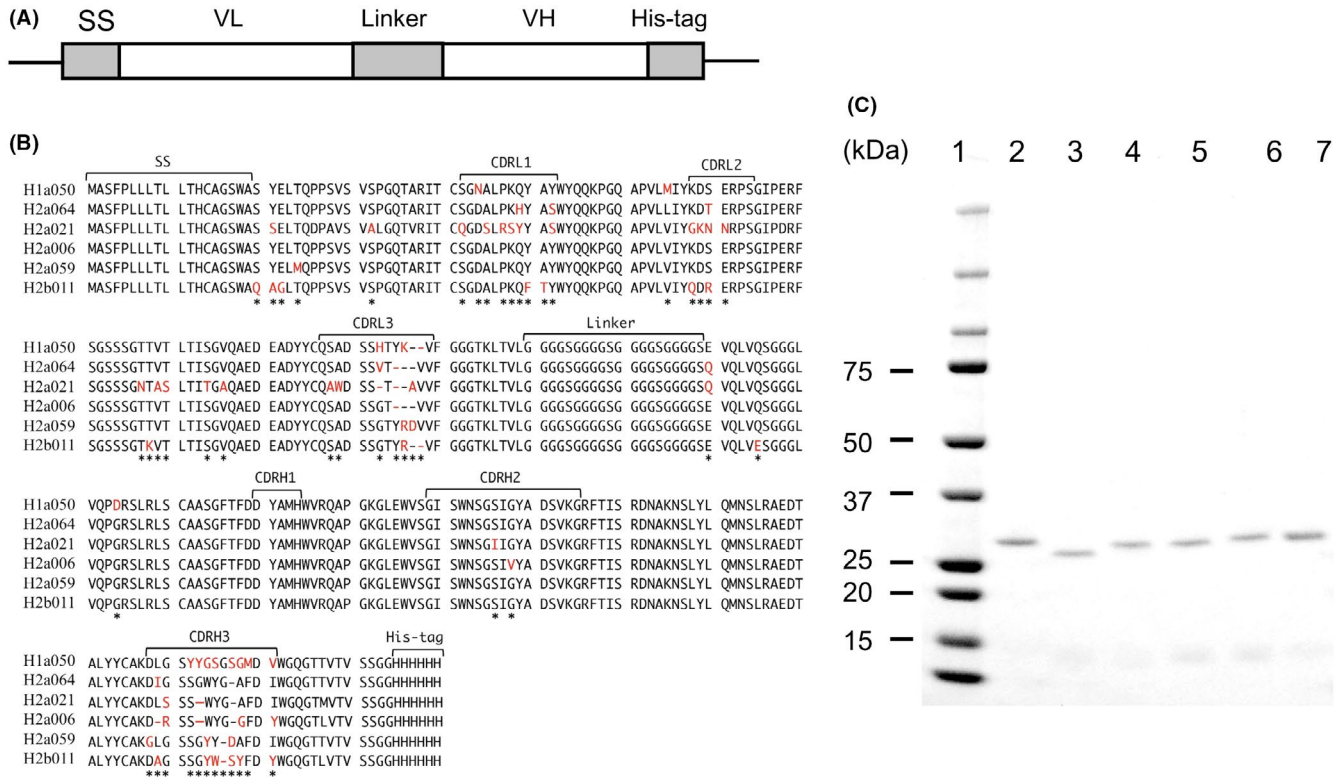 (A)
SS VL Linker VH His-tag
(B)
SS CDRL1 CDRL2
H1a050 MASFPLLLTL LTHCAGSWAS YELTQPPSVS VSPGQTARIT CSGNALPKQY AYWYQQKPGQ APVLMIYKDS ERPSGIPERF
H2a064 MASFPLLLTL LTHCAGSWAS YELTQPPSVS VSPGQTARIT CSGDALPKHY ASWYQQKPGQ APVLLIYKDT ERPSGIPERF
H2a021 MASFPLLLTL LTHCAGSWAS SELTQDPAVS VALGQTVRIT CQGDSLRSYY ASWYQQKPGQ APVLVIYGKN NRPSGIPDRF
H2a006 MASFPLLLTL LTHCAGSWAS YELTQPPSVS VSPGQTARIT CSGDALPKQY AYWYQQKPGQ APVLVIYKDS ERPSGIPERF
H2a059 MASFPLLLTL LTHCAGSWAS YELMQPPSVS VSPGQTARIT CSGDALPKQY AYWYQQKPGQ APVLVIYKDS ERPSGIPERF
H2b011 MASFPLLLTL LTHCAGSWAQ AGLTQPPSVS VSPGQTARIT CSGDALPKQF TYWYQQKPGQ APVLVIYQDR ERPSGIPERF
* ** * * * ** **** ** * *** *
CDRL3 Linker
H1a050 SGSSSGTTVT LTISGVQAED EADYYCQSAD SSHTYK--VF GGGTKLTVLG GGGSGGGGSG GGGSGGGGSE VQLVQSGGGL
H2a064 SGSSSGTTVT LTISGVQAED EADYYCQSAD SSVT---VVF GGGTKLTVLG GGGSGGGGSG GGGSGGGGSQ VQLVQSGGGL
H2a021 SGSSSGNTAS LTITGAQAED EADYYCQAWD SS-T--AVVF GGGTKLTVLG GGGSGGGGSG GGGSGGGGSQ VQLVQSGGGL
H2a006 SGSSSGTTVT LTISGVQAED EADYYCQSAD SSGT---VVF GGGTKLTVLG GGGSGGGGSG GGGSGGGGSE VQLVQSGGGL
H2a059 SGSSSGTTVT LTISGVQAED EADYYCQSAD SSGTYRDVVF GGGTKLTVLG GGGSGGGGSG GGGSGGGGSE VQLVQSGGGL
H2b011 SGSSSGTKVT LTISGVQAED EADYYCQSAD SSGTYR--VF GGGTKLTVLG GGGSGGGGSG GGGSGGGGSE VQLVESGGGL
**** * * ** * **** * *
CDRH1 CDRH2
H1a050 VQPDRSLRLS CAASGFTFDD YAMHWVRQAP GKGLEWVSGI SWNSGSIGYA DSVKGRFTIS RDNAKNSLYL QMNSLRAEDT
H2a064 VQPGRSLRLS CAASGFTFDD YAMHWVRQAP GKGLEWVSGI SWNSGSIGYA DSVKGRFTIS RDNAKNSLYL QMNSLRAEDT
H2a021 VQPGRSLRLS CAASGFTFDD YAMHWVRQAP GKGLEWVSGI SWNSGIIGYA DSVKGRFTIS RDNAKNSLYL QMNSLRAEDT
H2a006 VQPGRSLRLS CAASGFTFDD YAMHWVRQAP GKGLEWVSGI SWNSGSIVYA DSVKGRFTIS RDNAKNSLYL QMNSLRAEDT
H2a059 VQPGRSLRLS CAASGFTFDD YAMHWVRQAP GKGLEWVSGI SWNSGSIGYA DSVKGRFTIS RDNAKNSLYL QMNSLRAEDT
H2b011 VQPGRSLRLS CAASGFTFDD YAMHWVRQAP GKGLEWVSGI SWNSGSIGYA DSVKGRFTIS RDNAKNSLYL QMNSLRAEDT
* * *
CDRH3 His-tag
H1a050 ALYYCAKDLG SYYGSGSGMD VWGQGTTVTV SSGGHHHHHH
H2a064 ALYYCAKDIG SSGWYG-AFD IWGQGTTVTV SSGGHHHHHH
H2a021 ALYYCAKDLS SS-WYG-AFD IWGQGTMVTV SSGGHHHHHH
H2a006 ALYYCAKD-R SS-WYG-GFD YWGQGTLVTV SSGGHHHHHH
H2a059 ALYYCAKGLG SSGYY-DAFD IWGQGTTVTV SSGGHHHHHH
H2b011 ALYYCAKDAG SSGYW-SYFD YWGQGTLVTV SSGGHHHHHH
*** ******** *
(C)
(kDa) 1 2 3 4 5 6 7
75
50
37
25
20
15